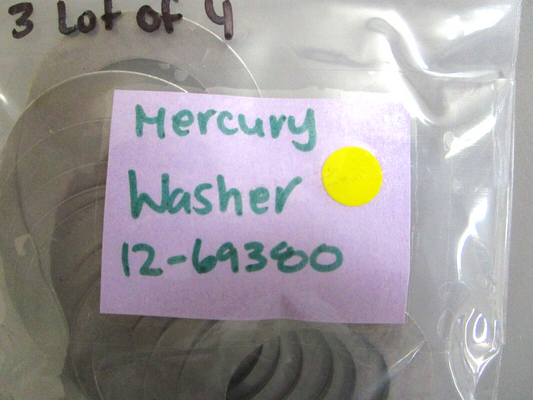 3 Lot of 4
Mercury
Washer
12-69380